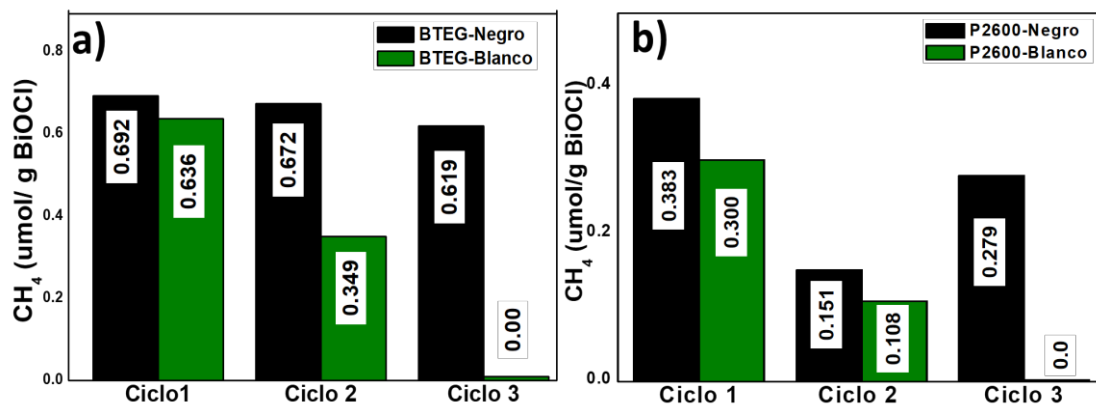 a)
BTEG-Negro
BTEG-Blanco
CH4 (umol/ g BiOCl)
0.8
0.6
0.4
0.2
0.0
0.692
0.636
0.672
0.349
0.619
0.00
Ciclo1
Ciclo 2
Ciclo 3
b)
P2600-Negro
P2600-Blanco
CH4 (umol/g BiOCl)
0.4
0.2
0.0
0.383
0.300
0.151
0.108
0.279
0.0
Ciclo 1
Ciclo 2
Ciclo 3